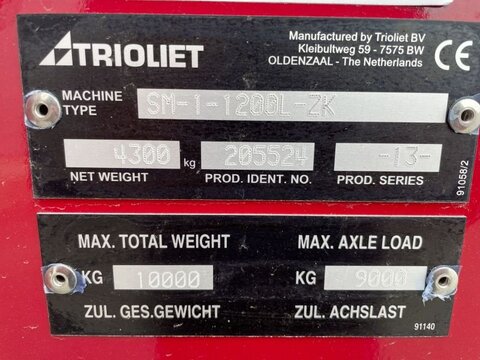 TRIOLIET
Manufactured by Trioliet BV
Kleibultweg 59 - 7575 BW
OLDENZAAL - The Netherlands
CE
MACHINE TYPE SM-1-1200L-ZK
4300 kg 205524 -13-
NET WEIGHT PROD. IDENT. NO. PROD. SERIES
91058/2
MAX. TOTAL WEIGHT MAX. AXLE LOAD
KG 10000 KG 9000
ZUL. GES.GEWICHT ZUL. ACHSLAST
91140